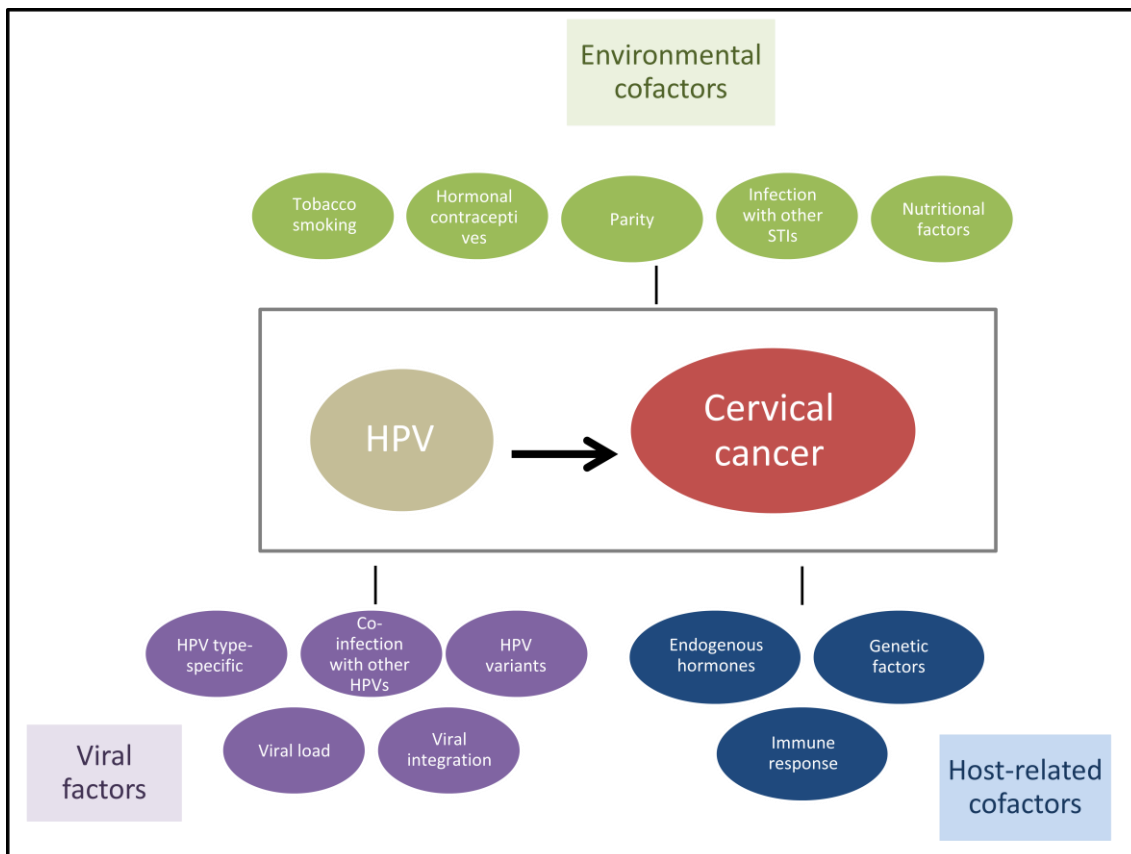 Environmental
cofactors
Tobacco
smoking
Hormonal
contracepti
ves
Parity
Infection
with other
STIs
Nutritional
factors
HPV
Cervical
cancer
HPV type-
specific
Co-
infection
with other
HPVs
HPV
variants
Endogenous
hormones
Genetic
factors
Viral load
Viral
integration
Immune
response
Viral
factors
Host-related
cofactors